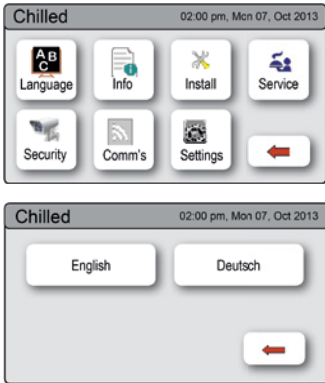 Chilled 02:00 pm, Mon 07, Oct 2013
A B
C
Language Info Install Service
Security Comm's Settings
Chilled 02:00 pm, Mon 07, Oct 2013
English Deutsch